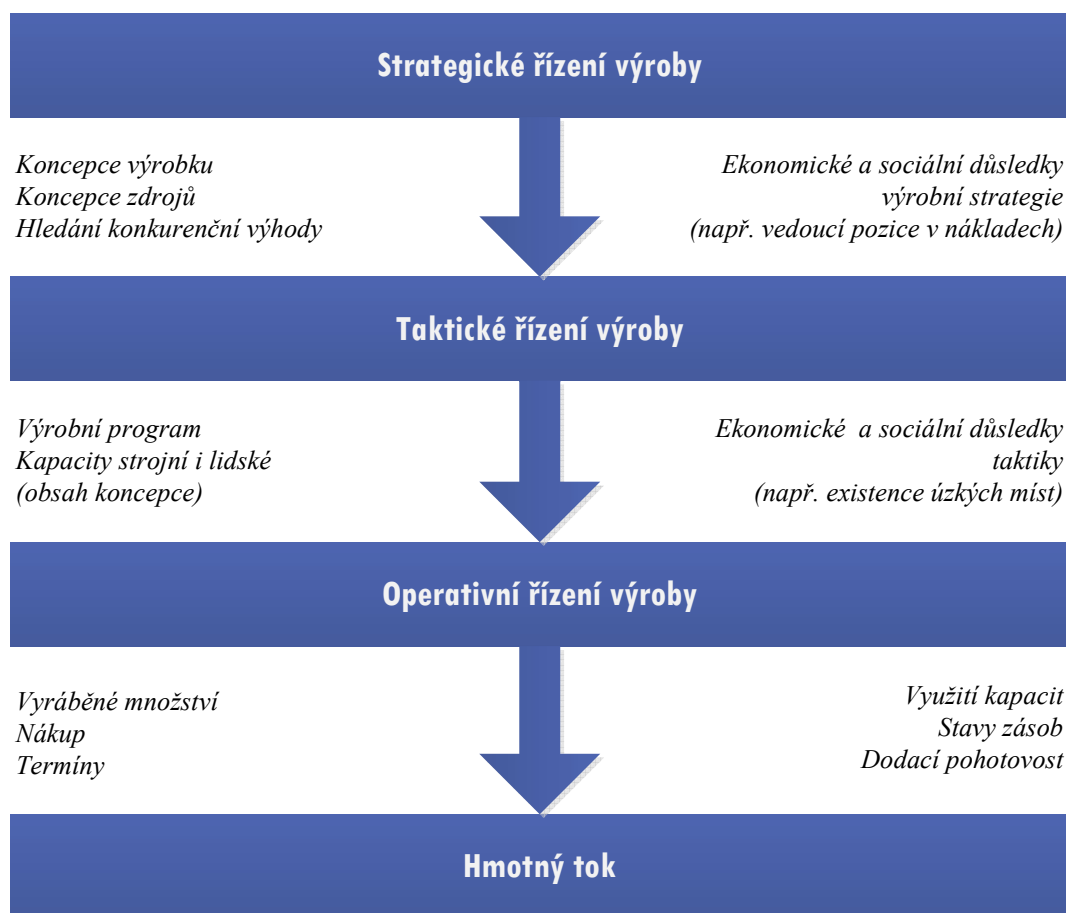 Strategické řízení výroby
Koncepce výrobku
Koncepce zdrojů
Hledání konkurenční výhody
Ekonomické a sociální důsledky
výrobní strategie
(např. vedoucí pozice v nákladech)
Taktické řízení výroby
Výrobní program
Kapacity strojní i lidské
(obsah koncepce)
Ekonomické a sociální důsledky
taktiky
(např. existence úzkých míst)
Operativní řízení výroby
Vyráběné množství
Nákup
Termíny
Využití kapacit
Stavy zásob
Dodací pohotovost
Hmotný tok